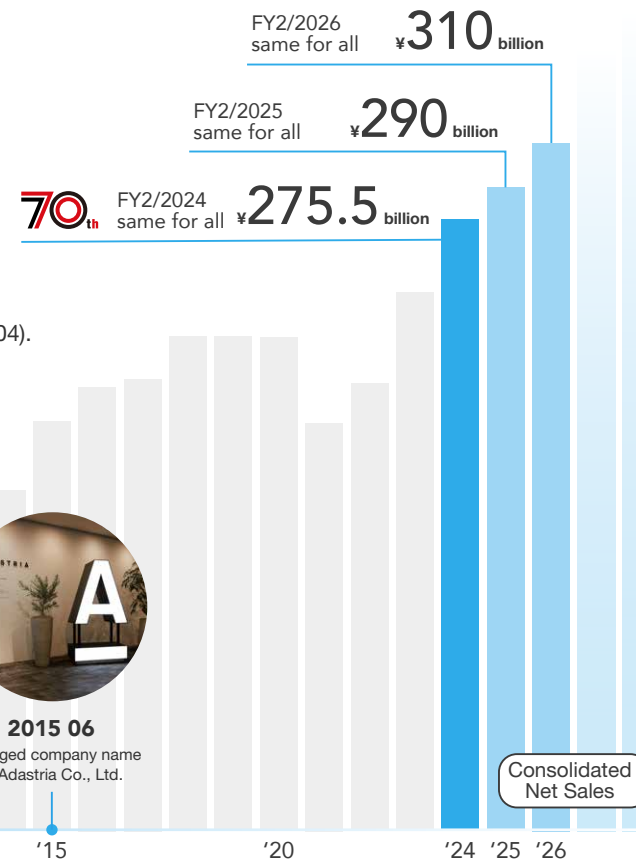 FY2/2026
same for all ¥310 billion
FY2/2025
same for all ¥290 billion
70th FY2/2024
same for all ¥275.5 billion
04).
A
2015 06
ged company name
Adastria Co., Ltd.
Consolidated
Net Sales
'15 '20 '24 '25 '26